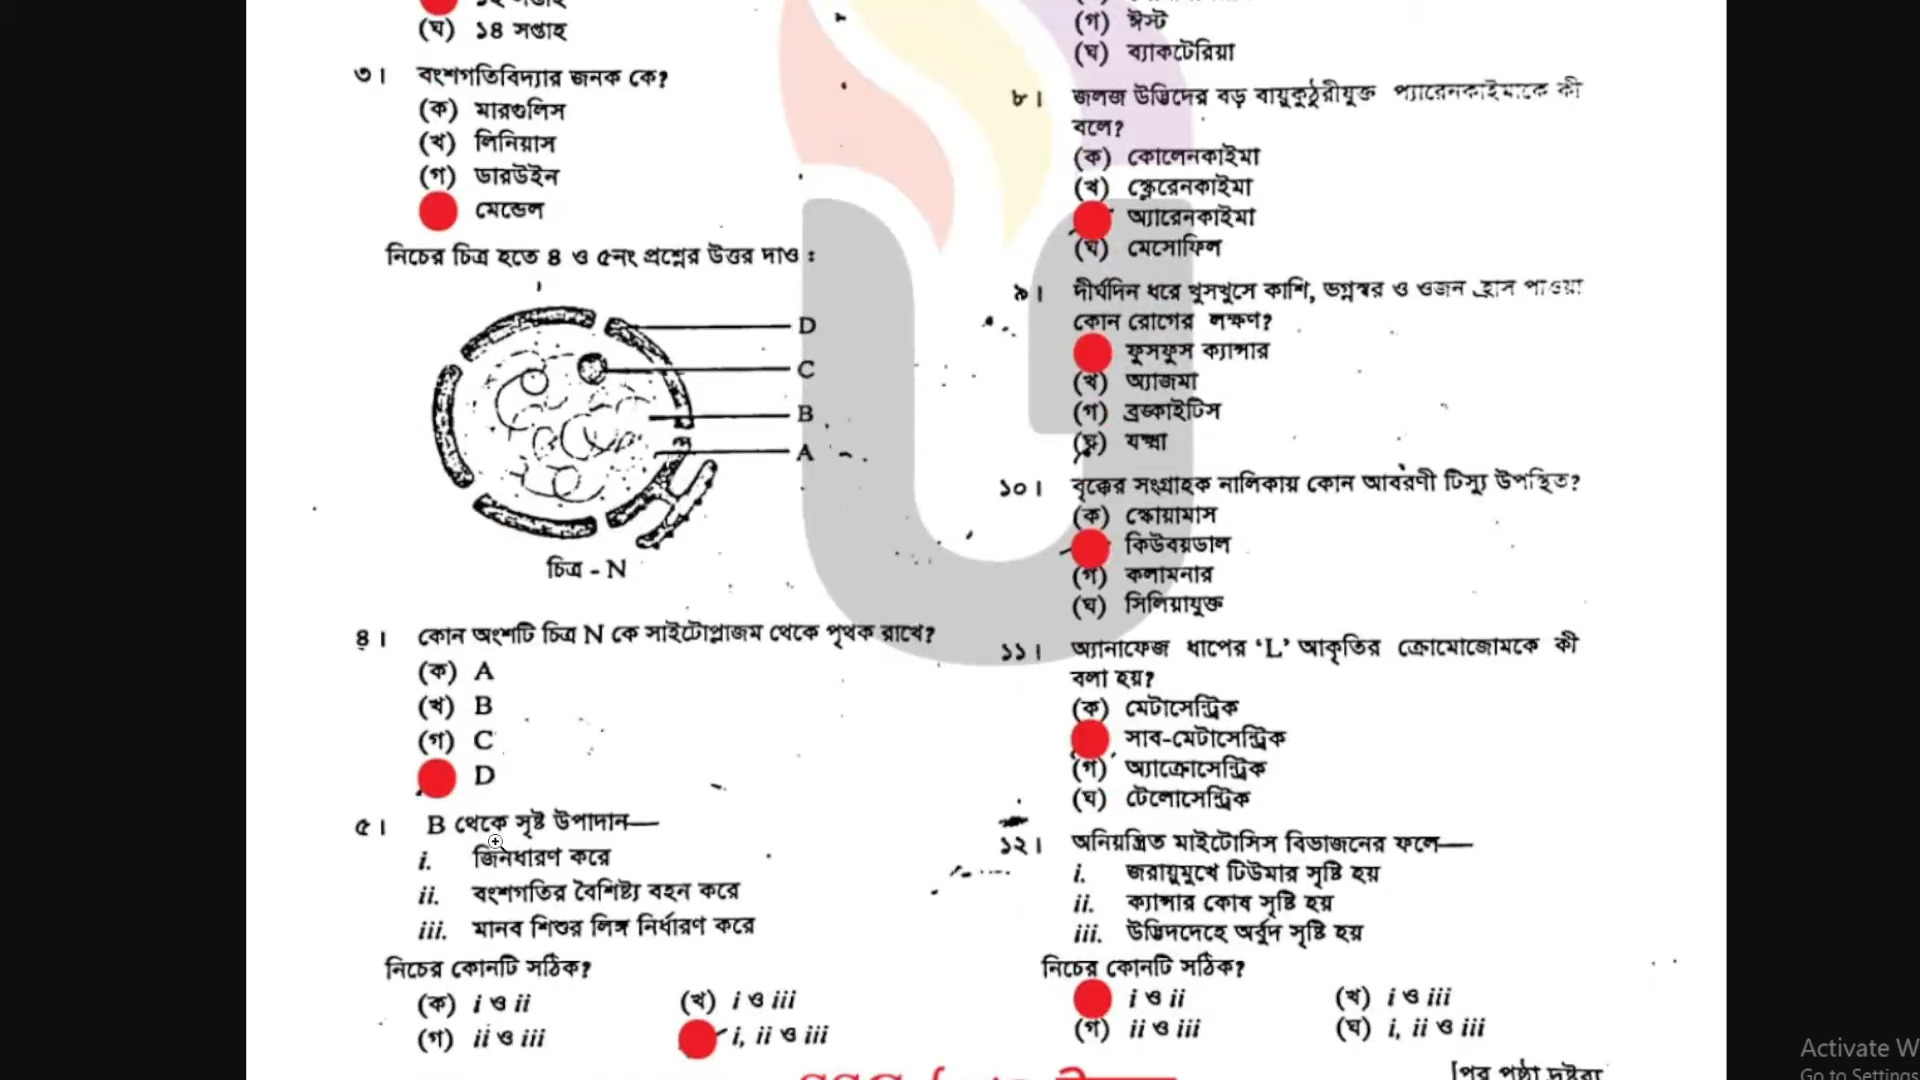 ১২ সপ্তাহ
(ঘ) ১৪ সপ্তাহ
৩। বংশগতিবিদ্যার জনক কে?
(ক) মারগুলিস
(খ) লিনিয়াস
(গ) ডারউইন
মেন্ডেল
নিচের চিত্র হতে ৪ ও ৫নং প্রশ্নের উত্তর দাও :
D
C
B
A
চিত্র - N
৪। কোন অংশটি চিত্র N কে সাইটোপ্লাজম থেকে পৃথক রাখে?
(ক) A
(খ) B
(গ) C
D
৫। B থেকে সৃষ্ট উপাদান—
i. জিনধারণ করে
ii. বংশগতির বৈশিষ্ট্য বহন করে
iii. মানব শিশুর লিঙ্গ নির্ধারণ করে
নিচের কোনটি সঠিক?
(ক) i ও ii (খ) i ও iii
(গ) ii ও iii i, ii ও iii
(গ) ঈস্ট
(ঘ) ব্যাকটেরিয়া
৮। জলজ উদ্ভিদের বড় বায়ুকুঠুরীযুক্ত প্যারেনকাইমাকে কী
বলে?
(ক) কোলেনকাইমা
(খ) স্ক্লেরেনকাইমা
অ্যারেনকাইমা
(ঘ) মেসোফিল
৯। দীর্ঘদিন ধরে খুসখুসে কাশি, ভগ্নস্বর ও ওজন হ্রাস পাওয়া
কোন রোগের লক্ষণ?
ফুসফুস ক্যান্সার
(খ) অ্যাজমা
(গ) ব্রঙ্কাইটিস
(ঘ) যক্ষ্মা
১০। বৃক্কের সংগ্রাহক নালিকায় কোন আবরণী টিস্যু উপস্থিত?
(ক) স্কোয়ামাস
কিউবয়ডাল
(গ) কলামনার
(ঘ) সিলিয়াযুক্ত
১১। অ্যানাফেজ ধাপের ‘L’ আকৃতির ক্রোমোজোমকে কী
বলা হয়?
(ক) মেটাসেন্ট্রিক
সাব-মেটাসেন্ট্রিক
(গ) অ্যাক্রোসেন্ট্রিক
(ঘ) টেলোসেন্ট্রিক
১২। অনিয়ন্ত্রিত মাইটোসিস বিভাজনের ফলে—
i. জরায়ুমুখে টিউমার সৃষ্টি হয়
ii. ক্যান্সার কোষ সৃষ্টি হয়
iii. উদ্ভিদদেহে অর্বুদ সৃষ্টি হয়
নিচের কোনটি সঠিক?
i ও ii (খ) i ও iii
(গ) ii ও iii (ঘ) i, ii ও iii
[পর পৃষ্ঠা দ্রষ্টব্য
Activate W
Go to Settings